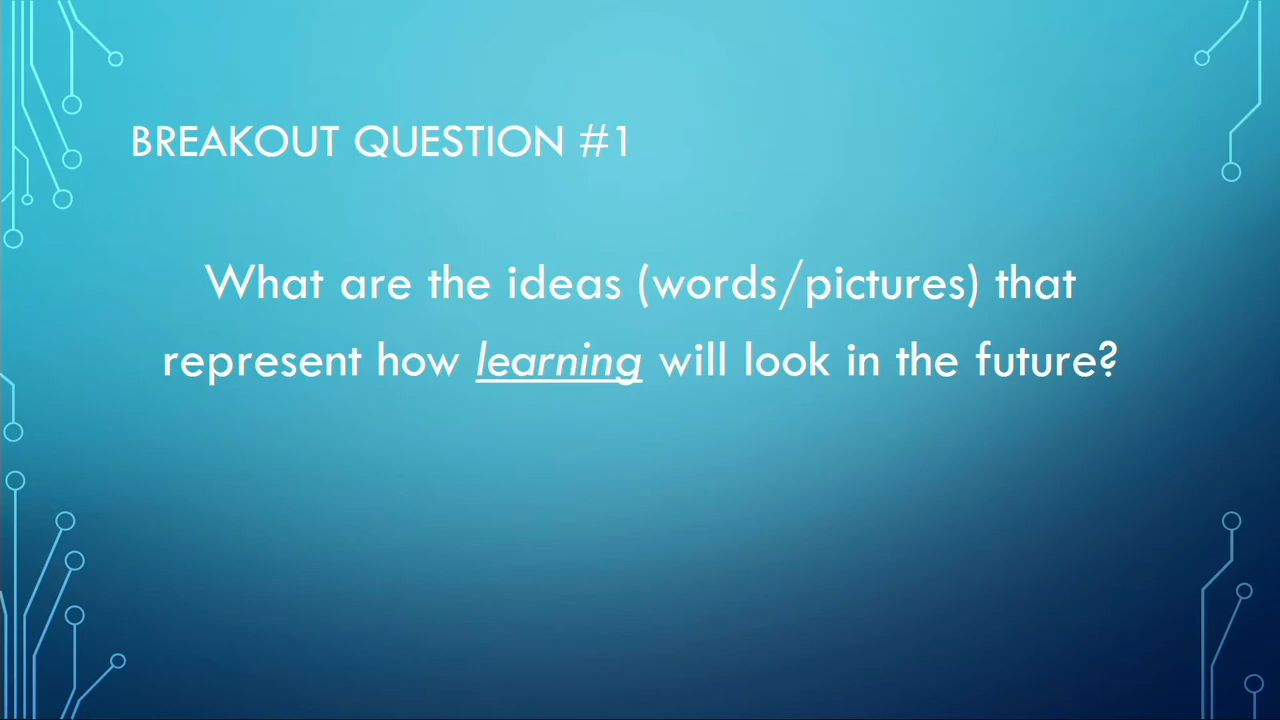 BREAKOUT QUESTION #1
What are the ideas (words/pictures) that
represent how learning will look in the future?